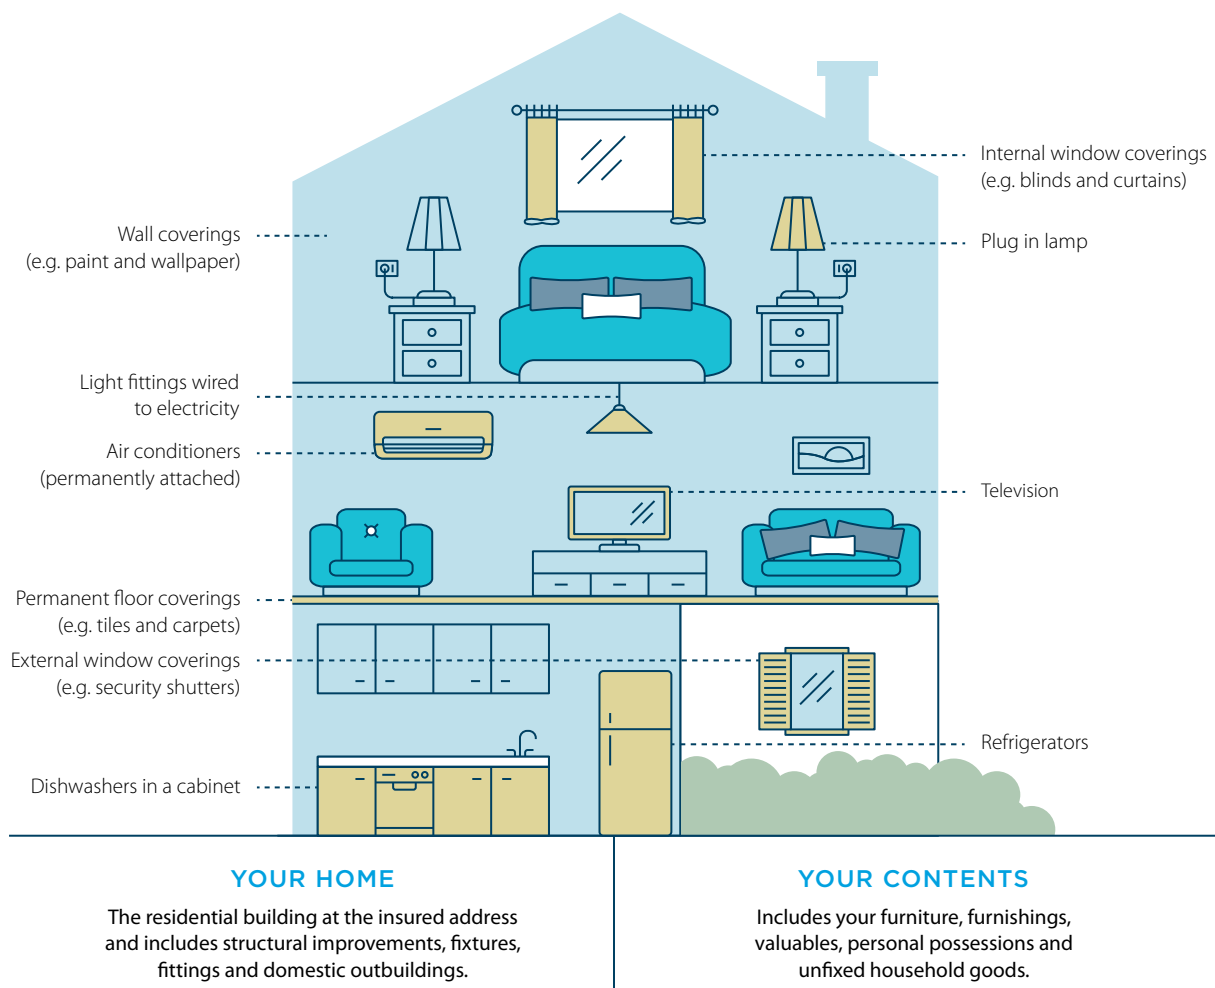 Internal window coverings
(e.g. blinds and curtains)
Wall coverings
(e.g. paint and wallpaper)
Plug in lamp
Light fittings wired
to electricity
Air conditioners
(permanently attached)
Television
Permanent floor coverings
(e.g. tiles and carpets)
External window coverings
(e.g. security shutters)
Refrigerators
Dishwashers in a cabinet
YOUR HOME
The residential building at the insured address
and includes structural improvements, fixtures,
fittings and domestic outbuildings.
YOUR CONTENTS
Includes your furniture, furnishings,
valuables, personal possessions and
unfixed household goods.